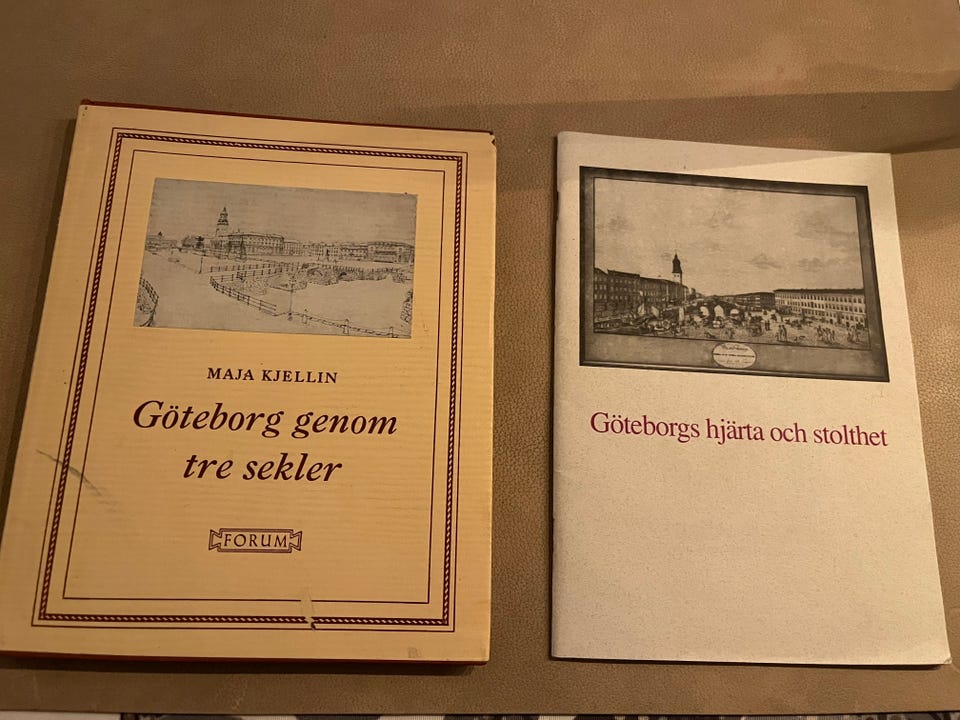 MAJA KJELLIN
Göteborg genom
tre sekler
FORUM
Göteborgs hjärta och stolthet